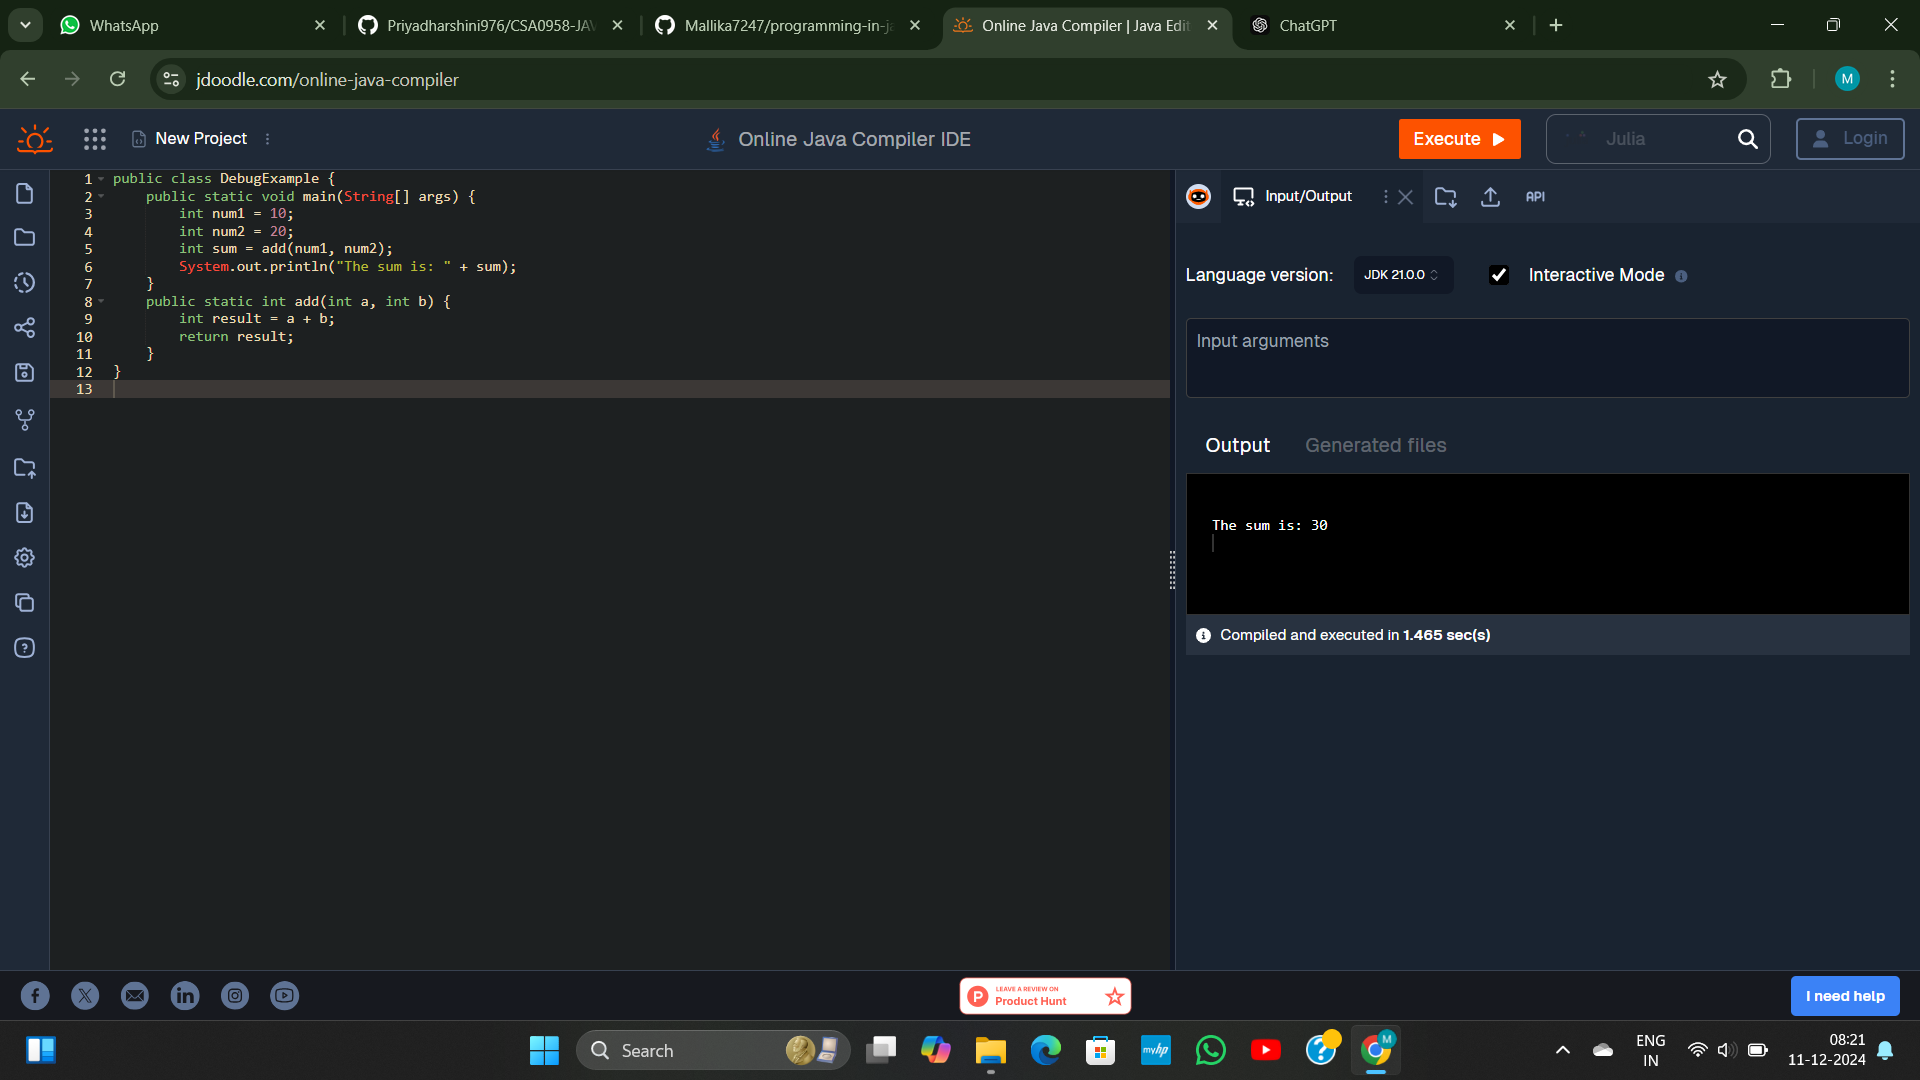 WhatsApp
Priyadharshini976/CSA0958-JAV
Mallika7247/programming-in-ja
Online Java Compiler | Java Edit
ChatGPT
jdoodle.com/online-java-compiler
M
New Project
Online Java Compiler IDE
Execute
Julia
Login
1 public class DebugExample {
2 public static void main(String[] args) {
3 int num1 = 10;
4 int num2 = 20;
5 int sum = add(num1, num2);
6 System.out.println("The sum is: " + sum);
7 }
8 public static int add(int a, int b) {
9 int result = a + b;
10 return result;
11 }
12 }
13
Input/Output
API
Language version:
JDK 21.0.0
Interactive Mode
Input arguments
Output
Generated files
The sum is: 30
Compiled and executed in 1.465 sec(s)
P
LEAVE A REVIEW ON
Product Hunt
I need help
Search
myhp
M
ENG
IN
08:21
11-12-2024